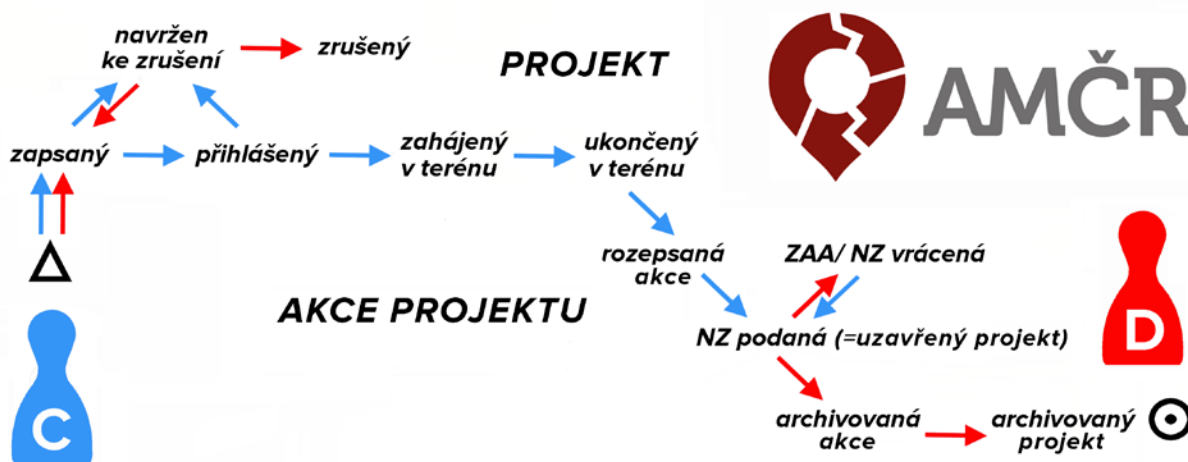 navržen
ke zrušení
zrušený
PROJEKT
AMČR
zapsaný
přihlášený
zahájený
v terénu
ukončený
v terénu
rozepsaná
akce
ZAA/ NZ vrácená
AKCE PROJEKTU
NZ podaná (=uzavřený projekt)
D
C
archivovaná
akce
archivovaný
projekt